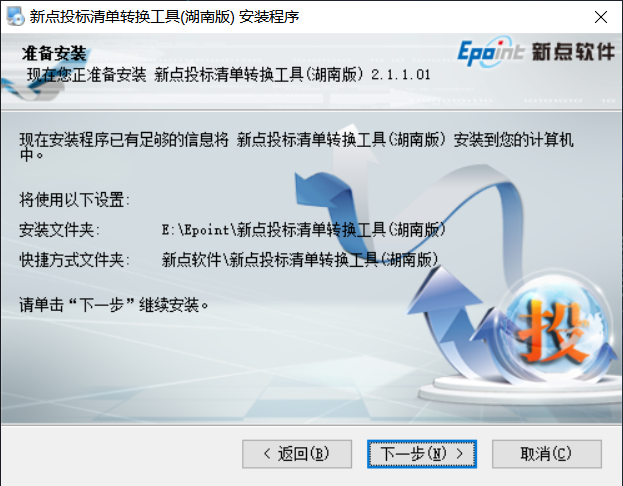 新点投标清单转换工具(湖南版) 安装程序
准备安装
现在您正准备安装 新点投标清单转换工具(湖南版) 2.1.1.01
Epoint 新点软件
现在安装程序已有足够的信息将 新点投标清单转换工具(湖南版) 安装到您的计算机
中。
将使用以下设置:
安装文件夹: E:\Epoint\新点投标清单转换工具(湖南版)
快捷方式文件夹: 新点软件\新点投标清单转换工具(湖南版)
请单击“下一步”继续安装。
投
< 返回(B)
下一步(N) >
取消(C)